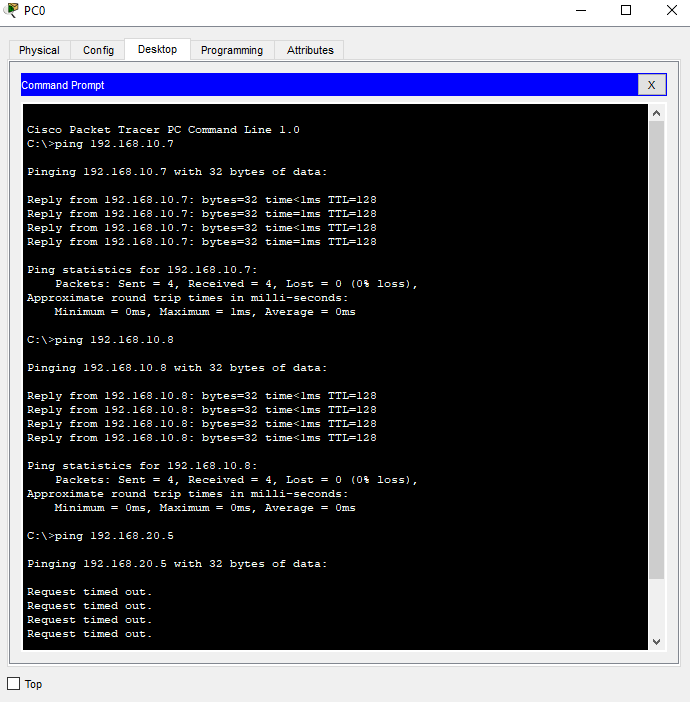 PC0
Physical Config Desktop Programming Attributes
Command Prompt X
Cisco Packet Tracer PC Command Line 1.0
C:\>ping 192.168.10.7
Pinging 192.168.10.7 with 32 bytes of data:
Reply from 192.168.10.7: bytes=32 time<1ms TTL=128
Reply from 192.168.10.7: bytes=32 time=1ms TTL=128
Reply from 192.168.10.7: bytes=32 time<1ms TTL=128
Reply from 192.168.10.7: bytes=32 time=1ms TTL=128
Ping statistics for 192.168.10.7:
    Packets: Sent = 4, Received = 4, Lost = 0 (0% loss),
Approximate round trip times in milli-seconds:
    Minimum = 0ms, Maximum = 1ms, Average = 0ms
C:\>ping 192.168.10.8
Pinging 192.168.10.8 with 32 bytes of data:
Reply from 192.168.10.8: bytes=32 time<1ms TTL=128
Reply from 192.168.10.8: bytes=32 time<1ms TTL=128
Reply from 192.168.10.8: bytes=32 time<1ms TTL=128
Reply from 192.168.10.8: bytes=32 time<1ms TTL=128
Ping statistics for 192.168.10.8:
    Packets: Sent = 4, Received = 4, Lost = 0 (0% loss),
Approximate round trip times in milli-seconds:
    Minimum = 0ms, Maximum = 0ms, Average = 0ms
C:\>ping 192.168.20.5
Pinging 192.168.20.5 with 32 bytes of data:
Request timed out.
Request timed out.
Request timed out.
Request timed out.
Top